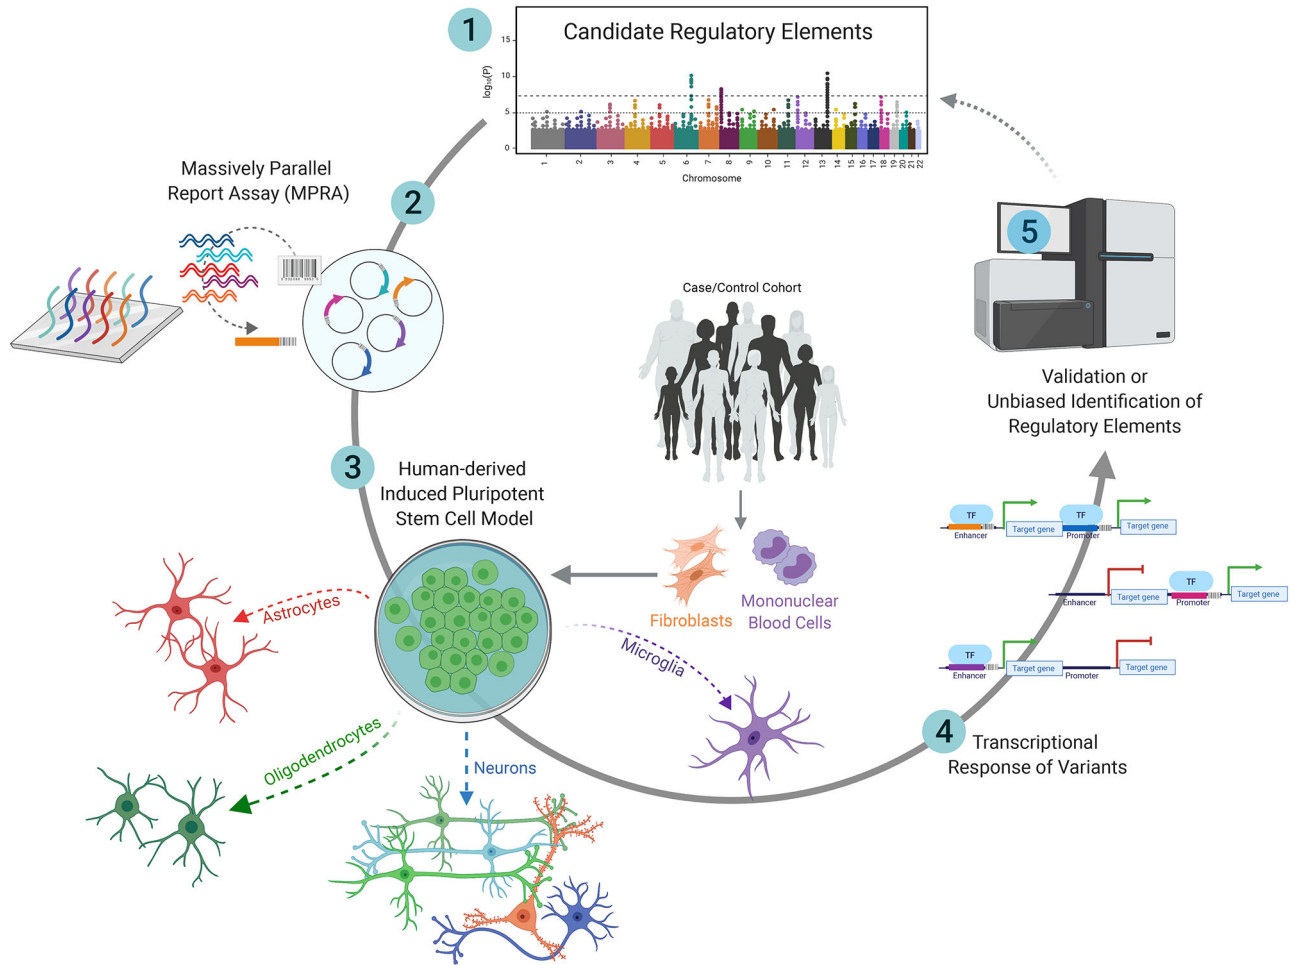 1
Candidate Regulatory Elements
log₁₀(P)
15
10
5
0
1
2
3
4
5
6
7
8
9
10
11
12
13
14
15
16
17
18
19
20
21
22
Chromosome
Massively Parallel
Report Assay (MPRA)
2
5
Case/Control Cohort
Validation or
Unbiased Identification of
Regulatory Elements
3
Human-derived
Induced Pluripotent
Stem Cell Model
Fibroblasts
Mononuclear
Blood Cells
Astrocytes
Microglia
Oligodendrocytes
Neurons
TF
Enhancer
Target gene
TF
Promoter
Target gene
Enhancer
Target gene
TF
Promoter
Target gene
TF
Enhancer
Target gene
Promoter
Target gene
4
Transcriptional
Response of Variants